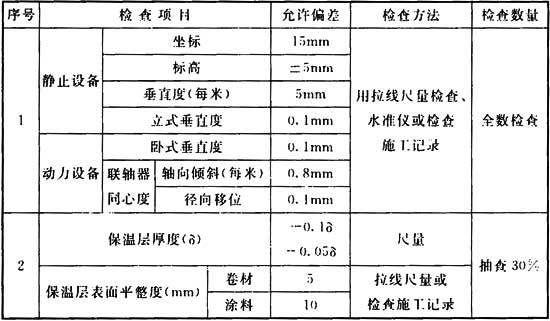 序号 检查项目 允许偏差 检查方法 检查数量
1 静止设备 坐标 15mm 用拉线尺量检查、水准仪或检查施工记录 全数检查
标高 ±5mm
垂直度(每米) 5mm
立式垂直度 0.1mm
动力设备 卧式垂直度 0.1mm
联轴器同心度 轴向倾斜(每米) 0.8mm
径向移位 0.1mm
2 保温层厚度(δ) -0.1δ 尺量 抽查30%
-0.05δ
保温层表面平整度(mm) 卷材 5 拉线尺量或检查施工记录
涂料 10